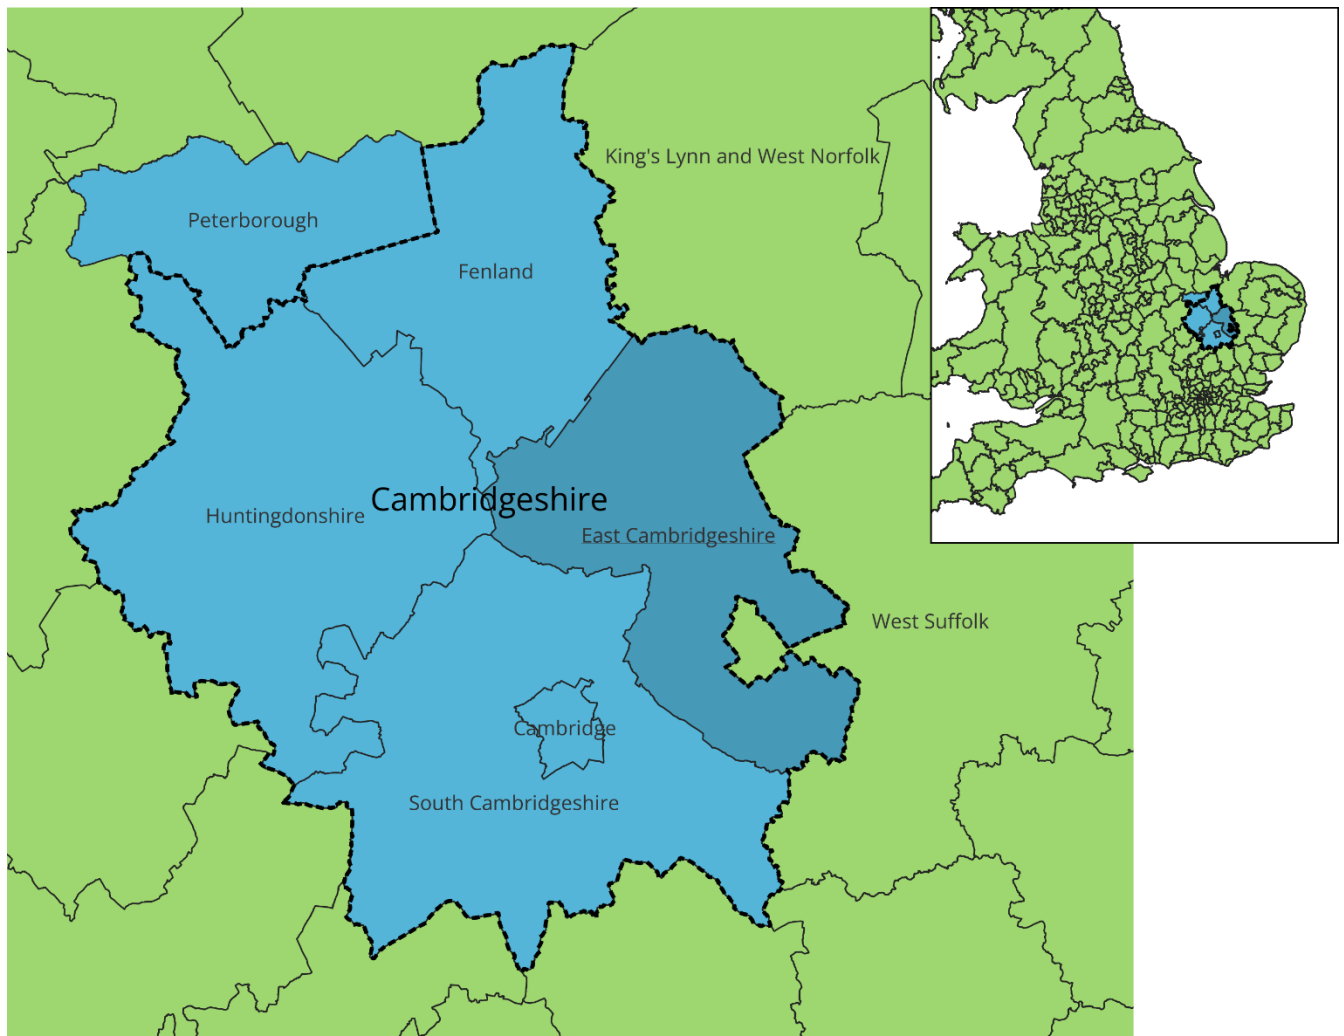 King's Lynn and West Norfolk
Peterborough
Fenland
Cambridgeshire
Huntingdonshire
East Cambridgeshire
West Suffolk
Cambridge
South Cambridgeshire